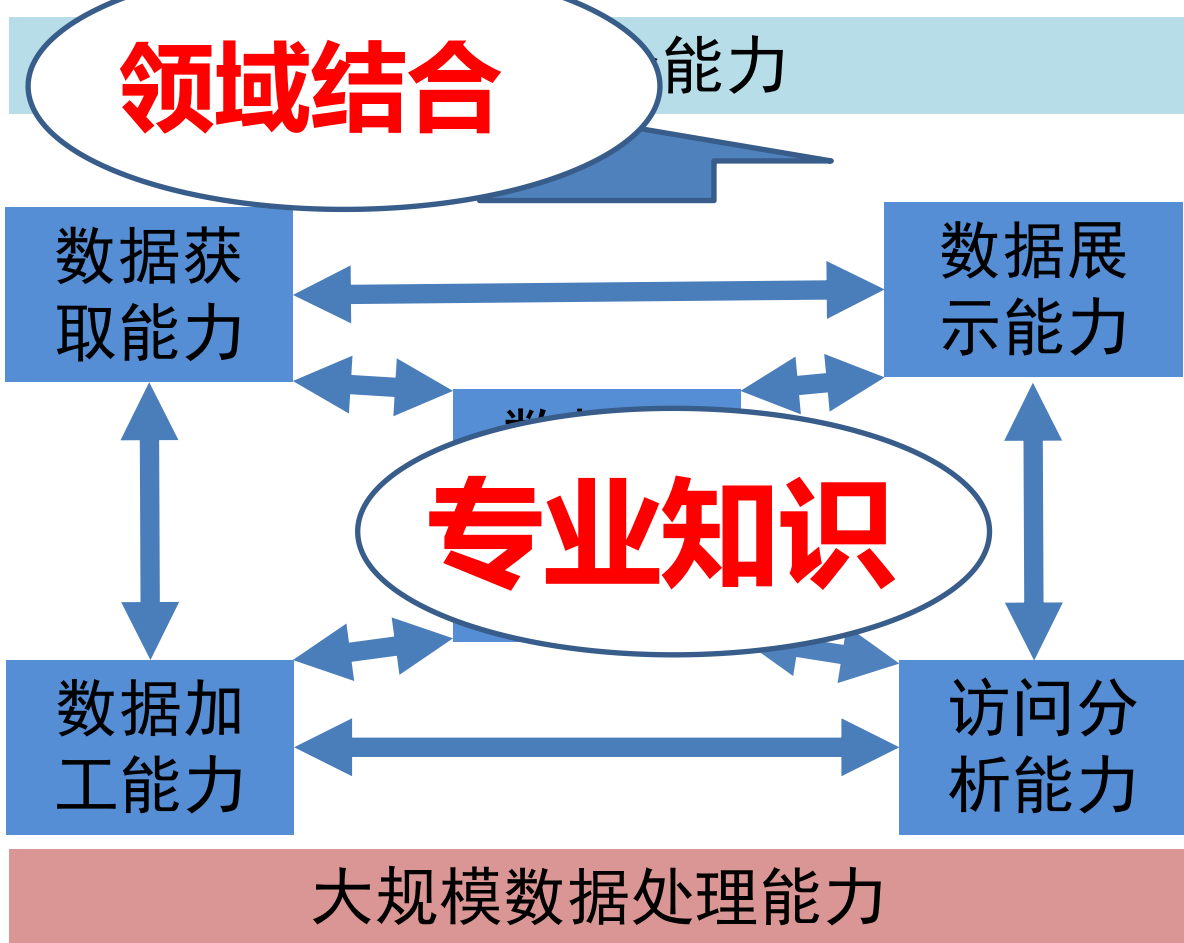 领域结合
能力
数据获
取能力
数据展
示能力
专业知识
数据加
工能力
访问分
析能力
大规模数据处理能力